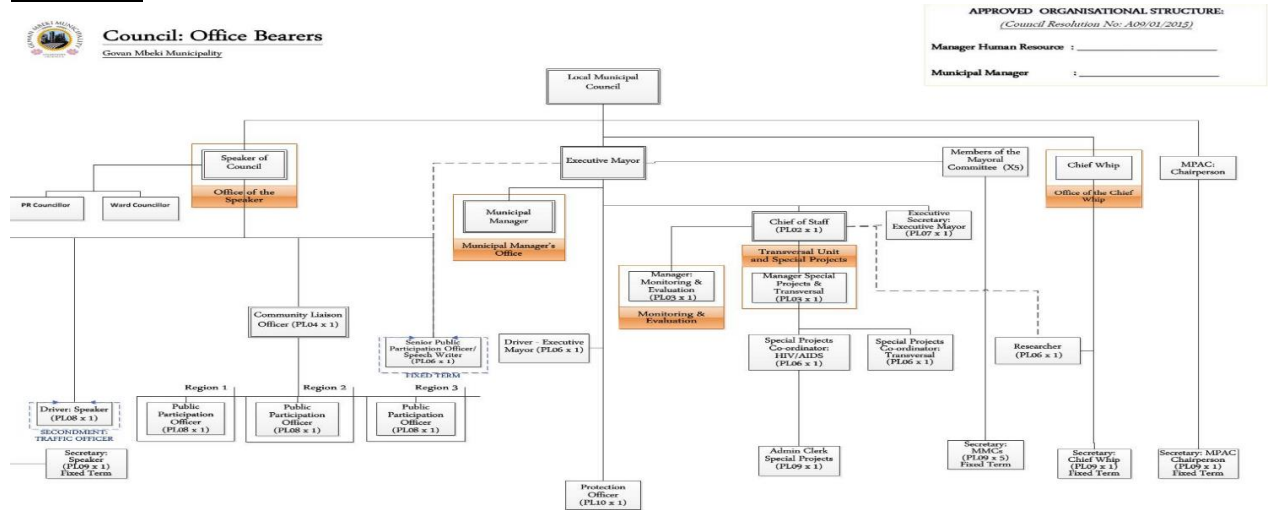 GOVAN MBEKI MUNICIPALITY
Council: Office Bearers
Govan Mbeki Municipality
APPROVED ORGANISATIONAL STRUCTURE:
(Council Resolution No: A09/01/2015)
Manager Human Resource :
Municipal Manager :
Local Municipal
Council
Speaker of
Council
Office of the
Speaker
Executive Mayor
Members of the
Mayoral
Committee (X5)
Chief Whip
Office of the Chief
Whip
MPAC:
Chairperson
PR Councillor
Ward Councillor
Municipal
Manager
Municipal Manager's
Office
Chief of Staff
(PL02 x 1)
Executive
Secretary:
Executive Mayor
(PL07 x 1)
Transversal Unit
and Special Projects
Manager:
Monitoring &
Evaluation
(PL03 x 1)
Monitoring &
Evaluation
Manager Special
Projects &
Transversal
(PL03 x 1)
Community Liaison
Officer (PL04 x 1)
Senior Public
Participation Officer/
Speech Writer
(PL06 x 1)
FIXED TERM
Driver - Executive
Mayor (PL06 x 1)
Special Projects
Co-ordinator:
HIV/AIDS
(PL06 x 1)
Special Projects
Co-ordinator:
Transversal
(PL06 x 1)
Researcher
(PL06 x 1)
Region 1
Region 2
Region 3
Driver: Speaker
(PL08 x 1)
SECONDMENT:
TRAFFIC OFFICER
Public
Participation
Officer
(PL08 x 1)
Public
Participation
Officer
(PL08 x 1)
Public
Participation
Officer
(PL08 x 1)
Secretary:
Speaker
(PL09 x 1)
Fixed Term
Admin Clerk
Special Projects
(PL09 x 1)
Secretary:
MMCs
(PL09 x 5)
Fixed Term
Secretary:
Chief Whip
(PL09 x 1)
Fixed Term
Secretary: MPAC
Chairperson
(PL09 x 1)
Fixed Term
Protection
Officer
(PL10 x 1)